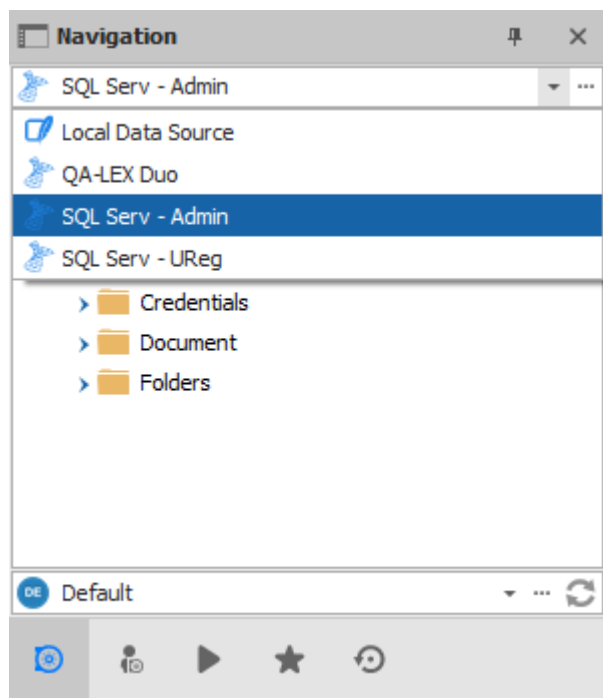 Navigation
SQL Serv - Admin
Local Data Source
QA-LEX Duo
SQL Serv - Admin
SQL Serv - UReg
Credentials
Document
Folders
DE Default